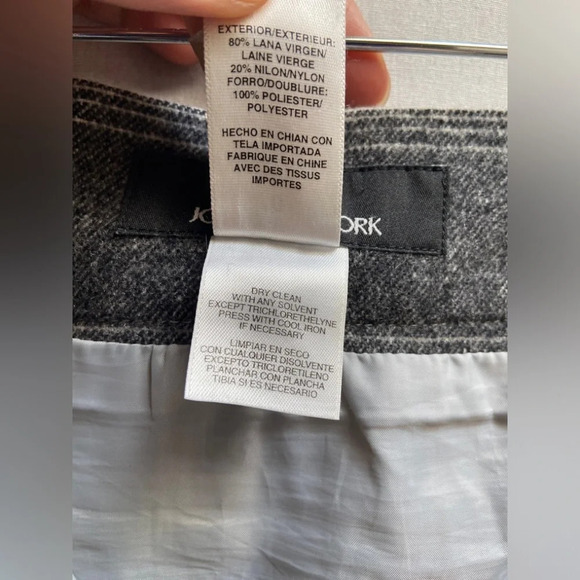 EXTERIOR/EXTERIEUR:
80% LANA VIRGEN/
LAINE VIERGE
20% NILON/NYLON
FORRO/DOUBLURE:
100% POLIESTER/
POLYESTER
HECHO EN CHIAN CON
TELA IMPORTADA
FABRIQUE EN CHINE
AVEC DES TISSUS
IMPORTES
JO ORK
DRY CLEAN
WITH ANY SOLVENT
EXCEPT TRICHLORETHELYNE
PRESS WITH COOL IRON
IF NECESSARY
LIMPIAR EN SECO
CON CUALQUIER DISOLVENTE
EXCEPTO TRICLORETILENO
PLANCHAR CON PLANCHA
TIBIA SI ES NECESARIO